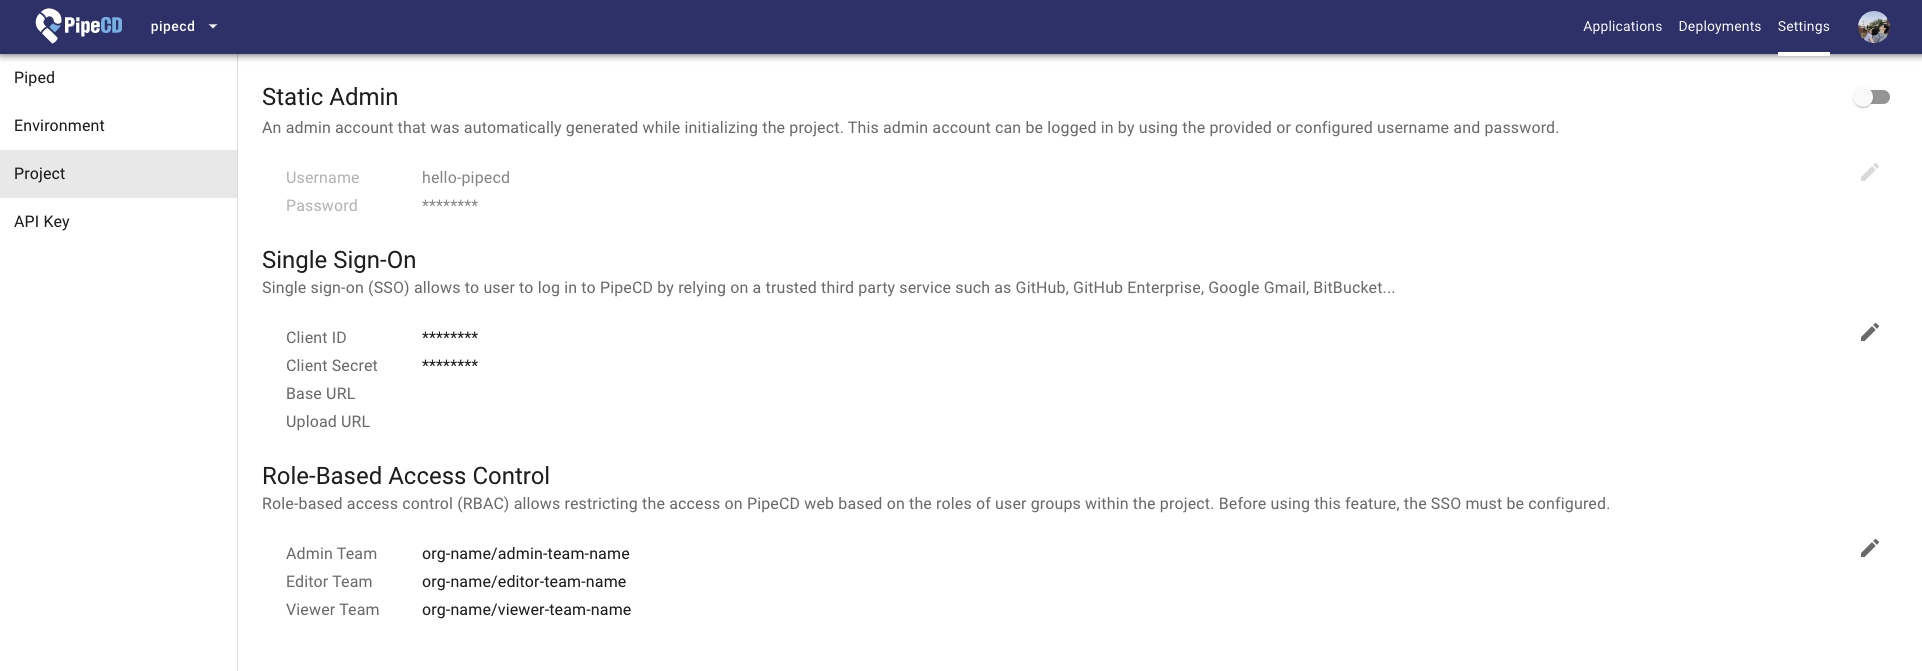 PipeCD pipecd Applications Deployments Settings
Piped
Environment
Project
API Key
Static Admin
An admin account that was automatically generated while initializing the project. This admin account can be logged in by using the provided or configured username and password.
Username hello-pipecd
Password ********
Single Sign-On
Single sign-on (SSO) allows to user to log in to PipeCD by relying on a trusted third party service such as GitHub, GitHub Enterprise, Google Gmail, BitBucket...
Client ID ********
Client Secret ********
Base URL
Upload URL
Role-Based Access Control
Role-based access control (RBAC) allows restricting the access on PipeCD web based on the roles of user groups within the project. Before using this feature, the SSO must be configured.
Admin Team org-name/admin-team-name
Editor Team org-name/editor-team-name
Viewer Team org-name/viewer-team-name